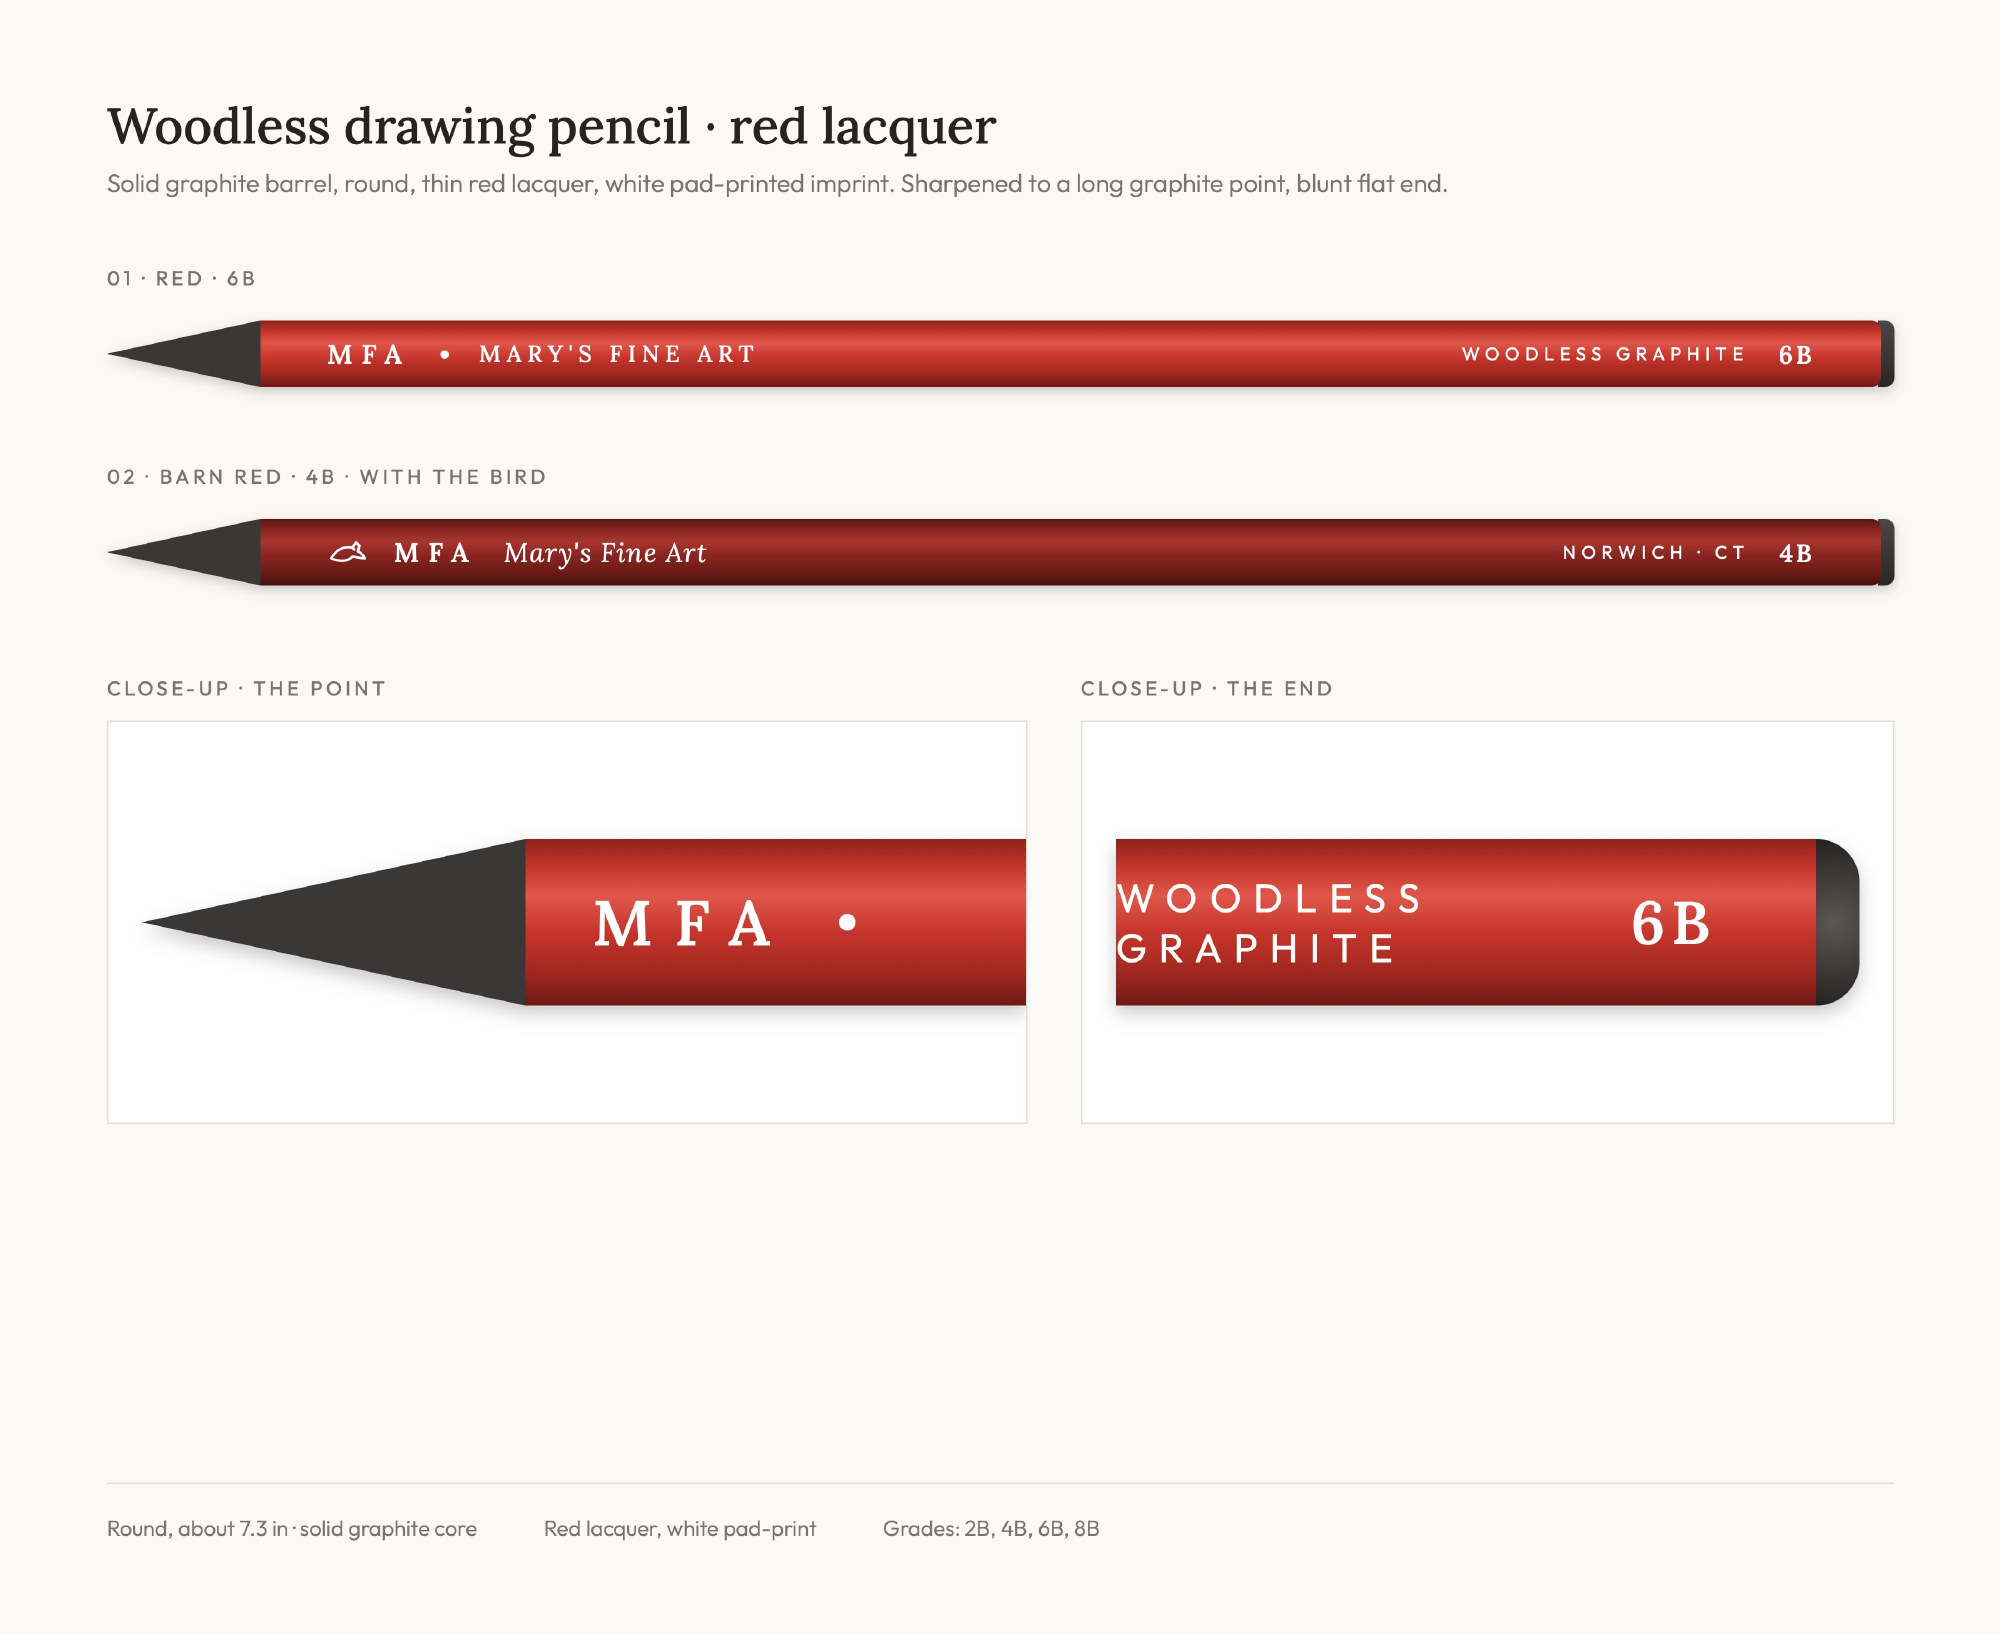 Woodless drawing pencil · red lacquer
Solid graphite barrel, round, thin red lacquer, white pad-printed imprint. Sharpened to a long graphite point, blunt flat end.
01 · RED · 6B
MFA • MARY'S FINE ART WOODLESS GRAPHITE 6B
02 · BARN RED · 4B · WITH THE BIRD
MFA Mary's Fine Art NORWICH · CT 4B
CLOSE-UP · THE POINT
MFA •
CLOSE-UP · THE END
WOODLESS
GRAPHITE
6B
Round, about 7.3 in · solid graphite core
Red lacquer, white pad-print
Grades: 2B, 4B, 6B, 8B